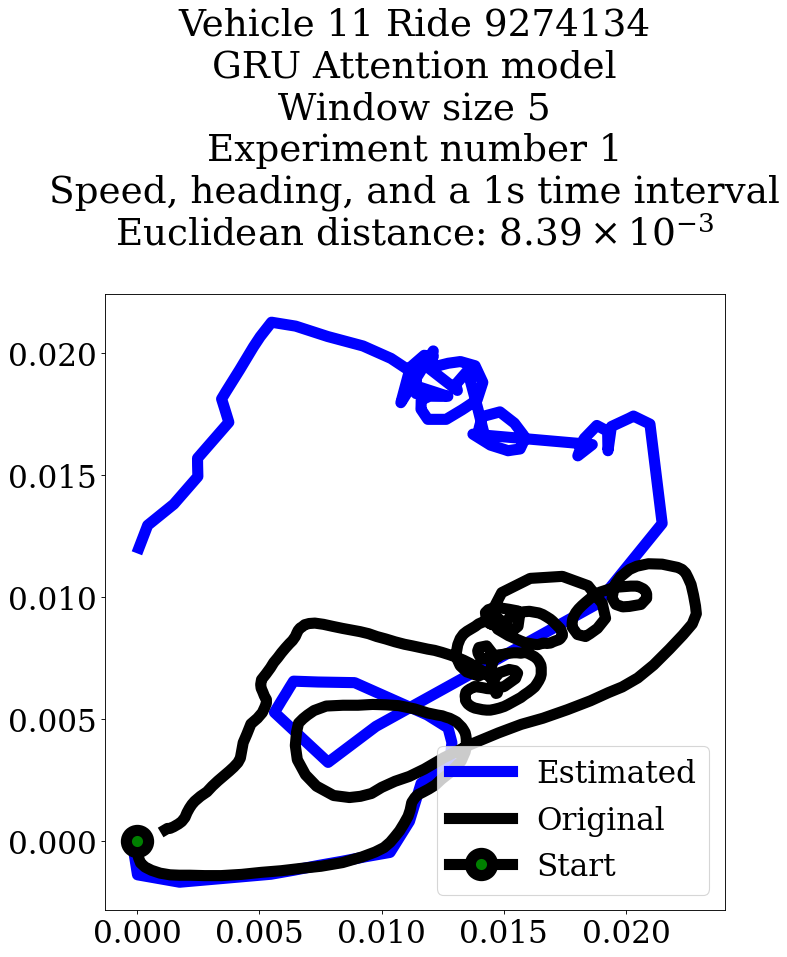 Vehicle 11 Ride 9274134
GRU Attention model
Window size 5
Experiment number 1
Speed, heading, and a 1s time interval
Euclidean distance: 8.39 × 10⁻³
0.020
0.015
0.010
0.005
0.000
Estimated
Original
Start
0.000 0.005 0.010 0.015 0.020